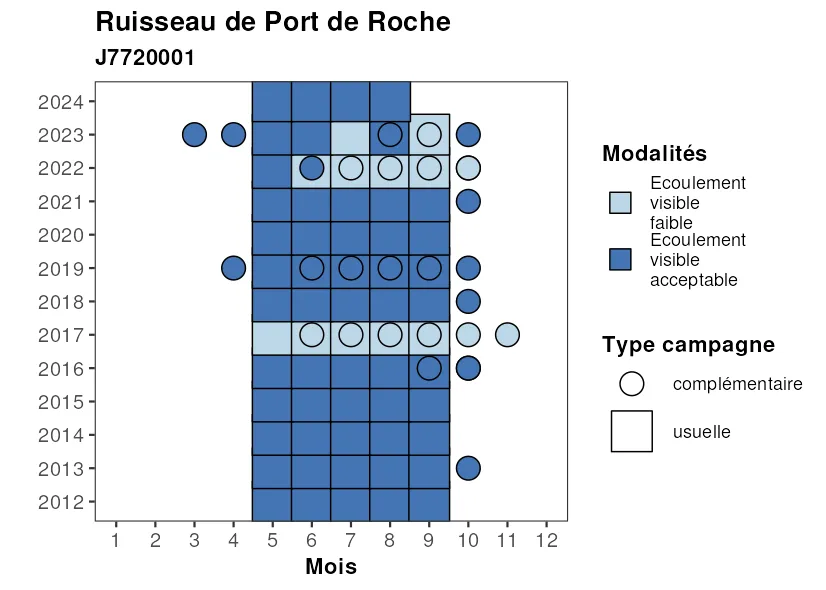 Ruisseau de Port de Roche
J7720001
2024
2023
2022
2021
2020
2019
2018
2017
2016
2015
2014
2013
2012
1 2 3 4 5 6 7 8 9 10 11 12
Mois
Modalités
Ecoulement
visible
faible
Ecoulement
visible
acceptable
Type campagne
complémentaire
usuelle